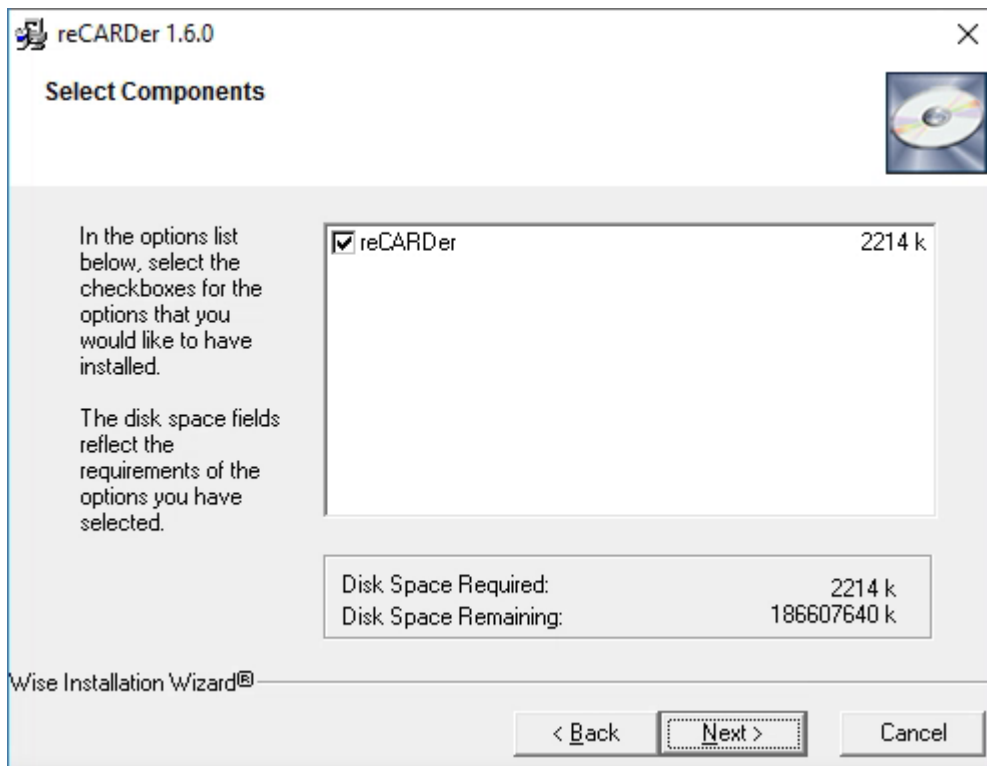 reCARDer 1.6.0
Select Components
In the options list
below, select the
checkboxes for the
options that you
would like to have
installed.
The disk space fields
reflect the
requirements of the
options you have
selected.
reCARDer 2214 k
Disk Space Required: 2214 k
Disk Space Remaining: 186607640 k
Wise Installation Wizard®
< Back Next > Cancel